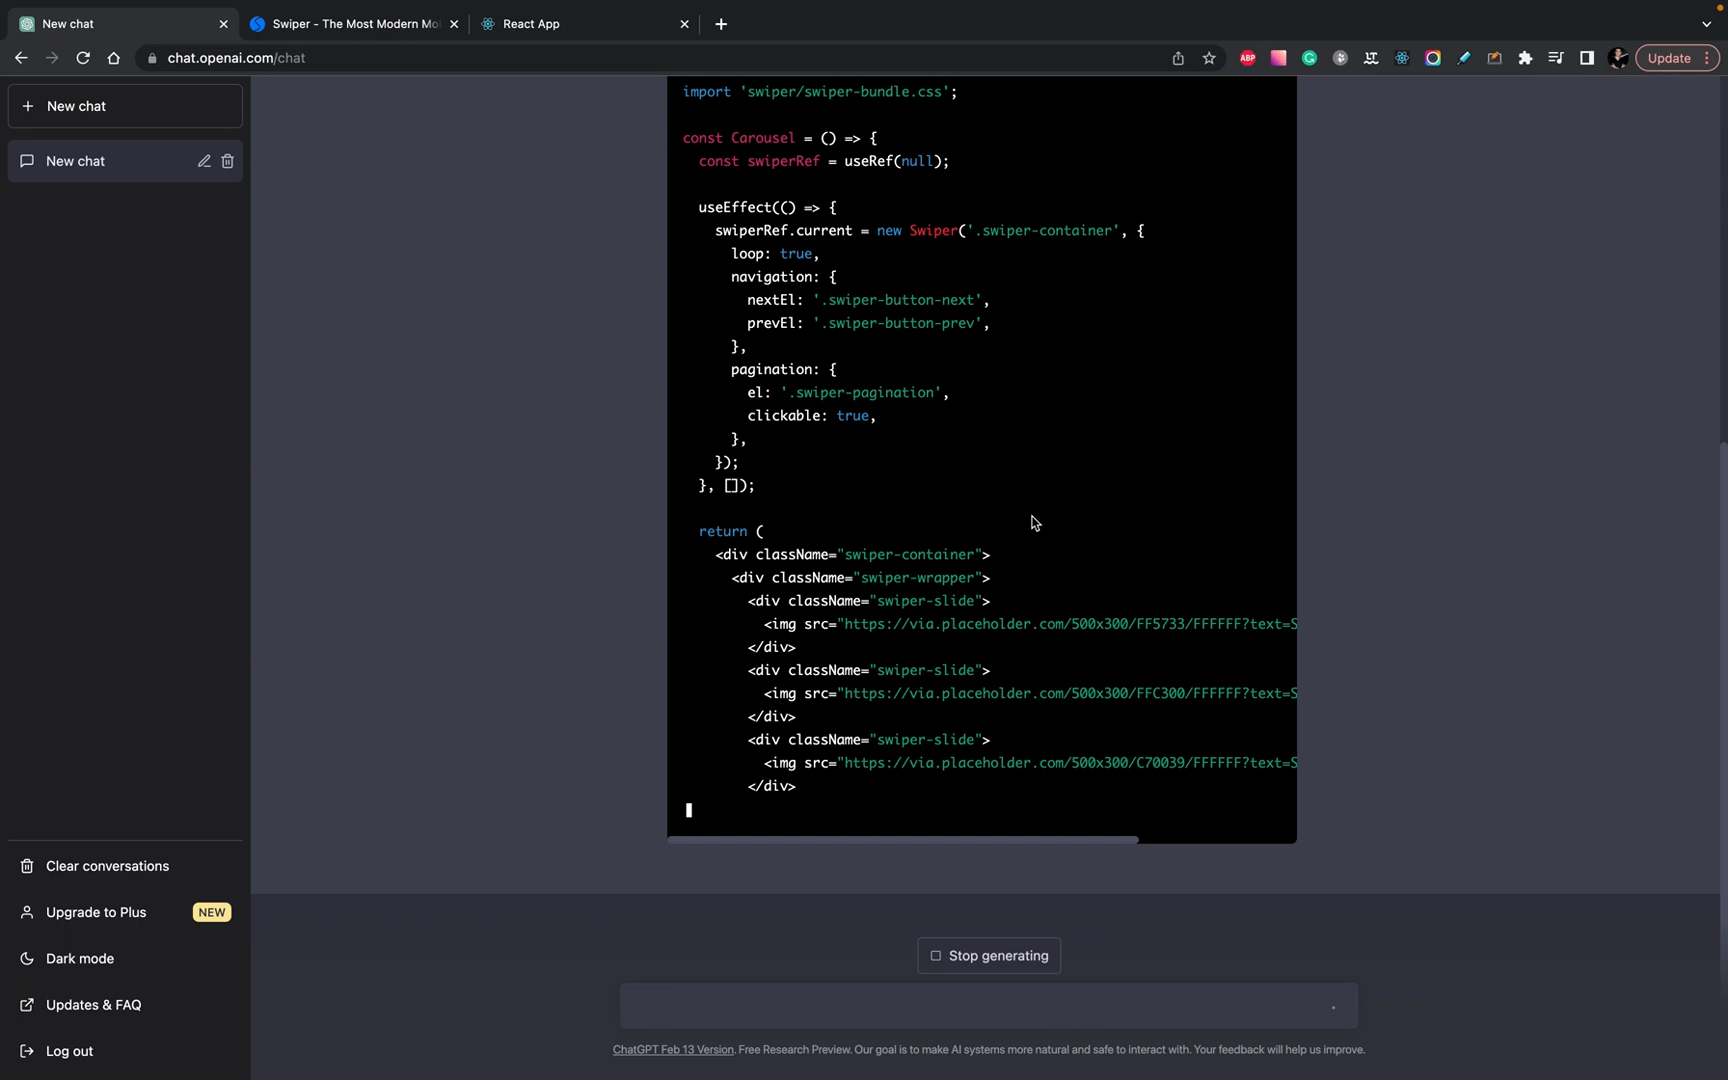 New chat
Swiper - The Most Modern Mo
React App
chat.openai.com/chat
ABP
Update
New chat
New chat
import 'swiper/swiper-bundle.css';
const Carousel = () => {
const swiperRef = useRef(null);
useEffect(() => {
swiperRef.current = new Swiper('.swiper-container', {
loop: true,
navigation: {
nextEl: '.swiper-button-next',
prevEl: '.swiper-button-prev',
},
pagination: {
el: '.swiper-pagination',
clickable: true,
},
});
}, []);
return (
<div className="swiper-container">
<div className="swiper-wrapper">
<div className="swiper-slide">
<img src="https://via.placeholder.com/500x300/FF5733/FFFFFF?text=S
</div>
<div className="swiper-slide">
<img src="https://via.placeholder.com/500x300/FFC300/FFFFFF?text=S
</div>
<div className="swiper-slide">
<img src="https://via.placeholder.com/500x300/C70039/FFFFFF?text=S
</div>
Clear conversations
Upgrade to Plus NEW
Dark mode
Updates & FAQ
Log out
Stop generating
ChatGPT Feb 13 Version. Free Research Preview. Our goal is to make AI systems more natural and safe to interact with. Your feedback will help us improve.